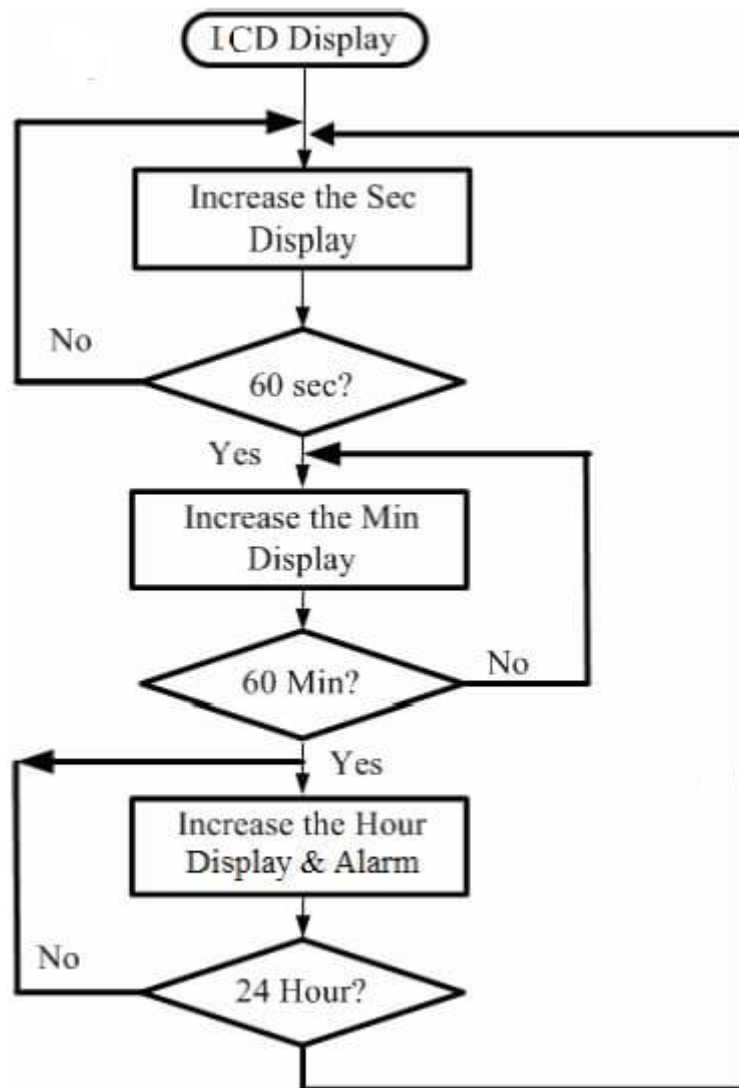 LCD Display
Increase the Sec
Display
No
60 sec?
Yes
Increase the Min
Display
60 Min?
No
Yes
Increase the Hour
Display & Alarm
No
24 Hour?